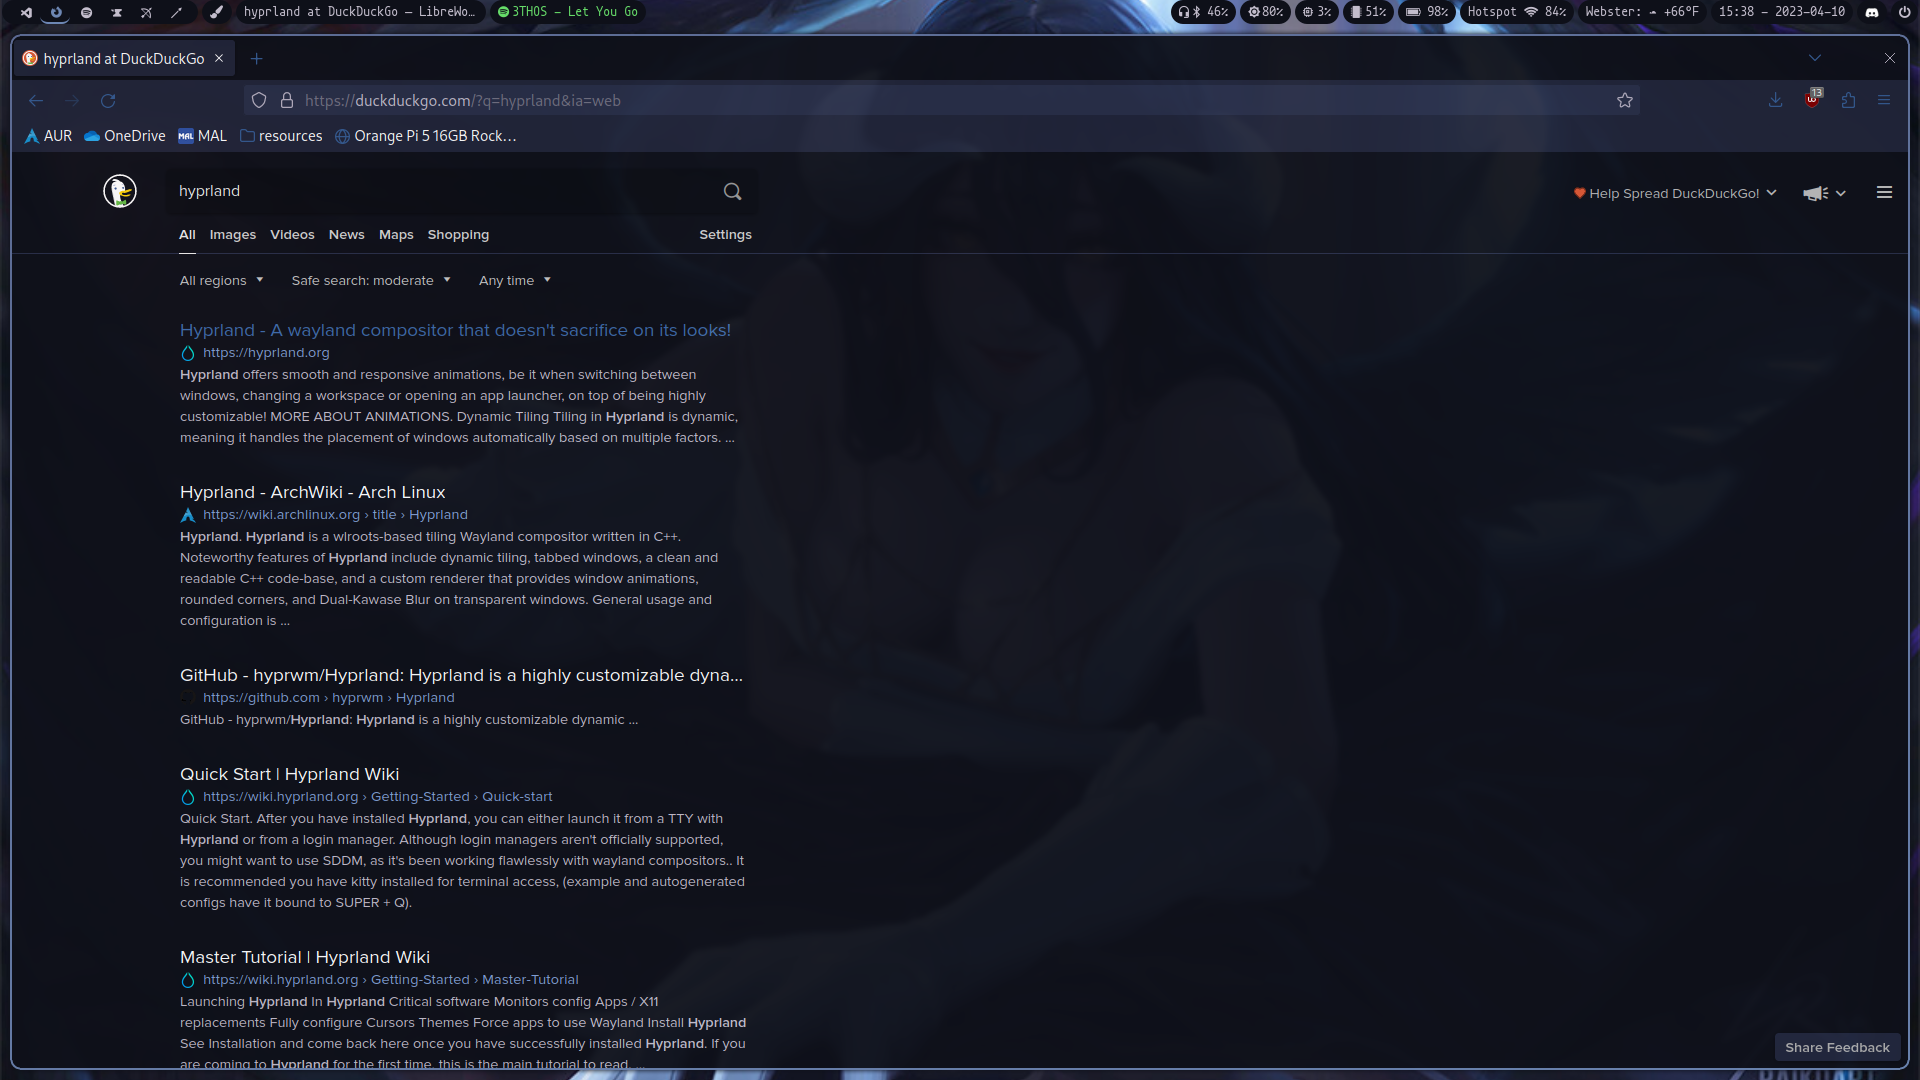 hyprland at DuckDuckGo — LibreWo…
3THOS — Let You Go
46%
80%
3%
51%
98%
Hotspot 84%
Webster: +66°F
15:38 — 2023-04-10
hyprland at DuckDuckGo
https://duckduckgo.com/?q=hyprland&ia=web
13
AUR
OneDrive
MAL MAL
resources
Orange Pi 5 16GB Rock…
hyprland
Help Spread DuckDuckGo!
All Images Videos News Maps Shopping Settings
All regions Safe search: moderate Any time
Hyprland - A wayland compositor that doesn't sacrifice on its looks!
https://hyprland.org
Hyprland offers smooth and responsive animations, be it when switching between
windows, changing a workspace or opening an app launcher, on top of being highly
customizable! MORE ABOUT ANIMATIONS. Dynamic Tiling Tiling in Hyprland is dynamic,
meaning it handles the placement of windows automatically based on multiple factors. ...
Hyprland - ArchWiki - Arch Linux
https://wiki.archlinux.org › title › Hyprland
Hyprland. Hyprland is a wlroots-based tiling Wayland compositor written in C++.
Noteworthy features of Hyprland include dynamic tiling, tabbed windows, a clean and
readable C++ code-base, and a custom renderer that provides window animations,
rounded corners, and Dual-Kawase Blur on transparent windows. General usage and
configuration is ...
GitHub - hyprwm/Hyprland: Hyprland is a highly customizable dyna...
https://github.com › hyprwm › Hyprland
GitHub - hyprwm/Hyprland: Hyprland is a highly customizable dynamic ...
Quick Start | Hyprland Wiki
https://wiki.hyprland.org › Getting-Started › Quick-start
Quick Start. After you have installed Hyprland, you can either launch it from a TTY with
Hyprland or from a login manager. Although login managers aren't officially supported,
you might want to use SDDM, as it's been working flawlessly with wayland compositors.. It
is recommended you have kitty installed for terminal access, (example and autogenerated
configs have it bound to SUPER + Q).
Master Tutorial | Hyprland Wiki
https://wiki.hyprland.org › Getting-Started › Master-Tutorial
Launching Hyprland In Hyprland Critical software Monitors config Apps / X11
replacements Fully configure Cursors Themes Force apps to use Wayland Install Hyprland
See Installation and come back here once you have successfully installed Hyprland. If you
are coming to Hyprland for the first time, this is the main tutorial to read. ...
Share Feedback